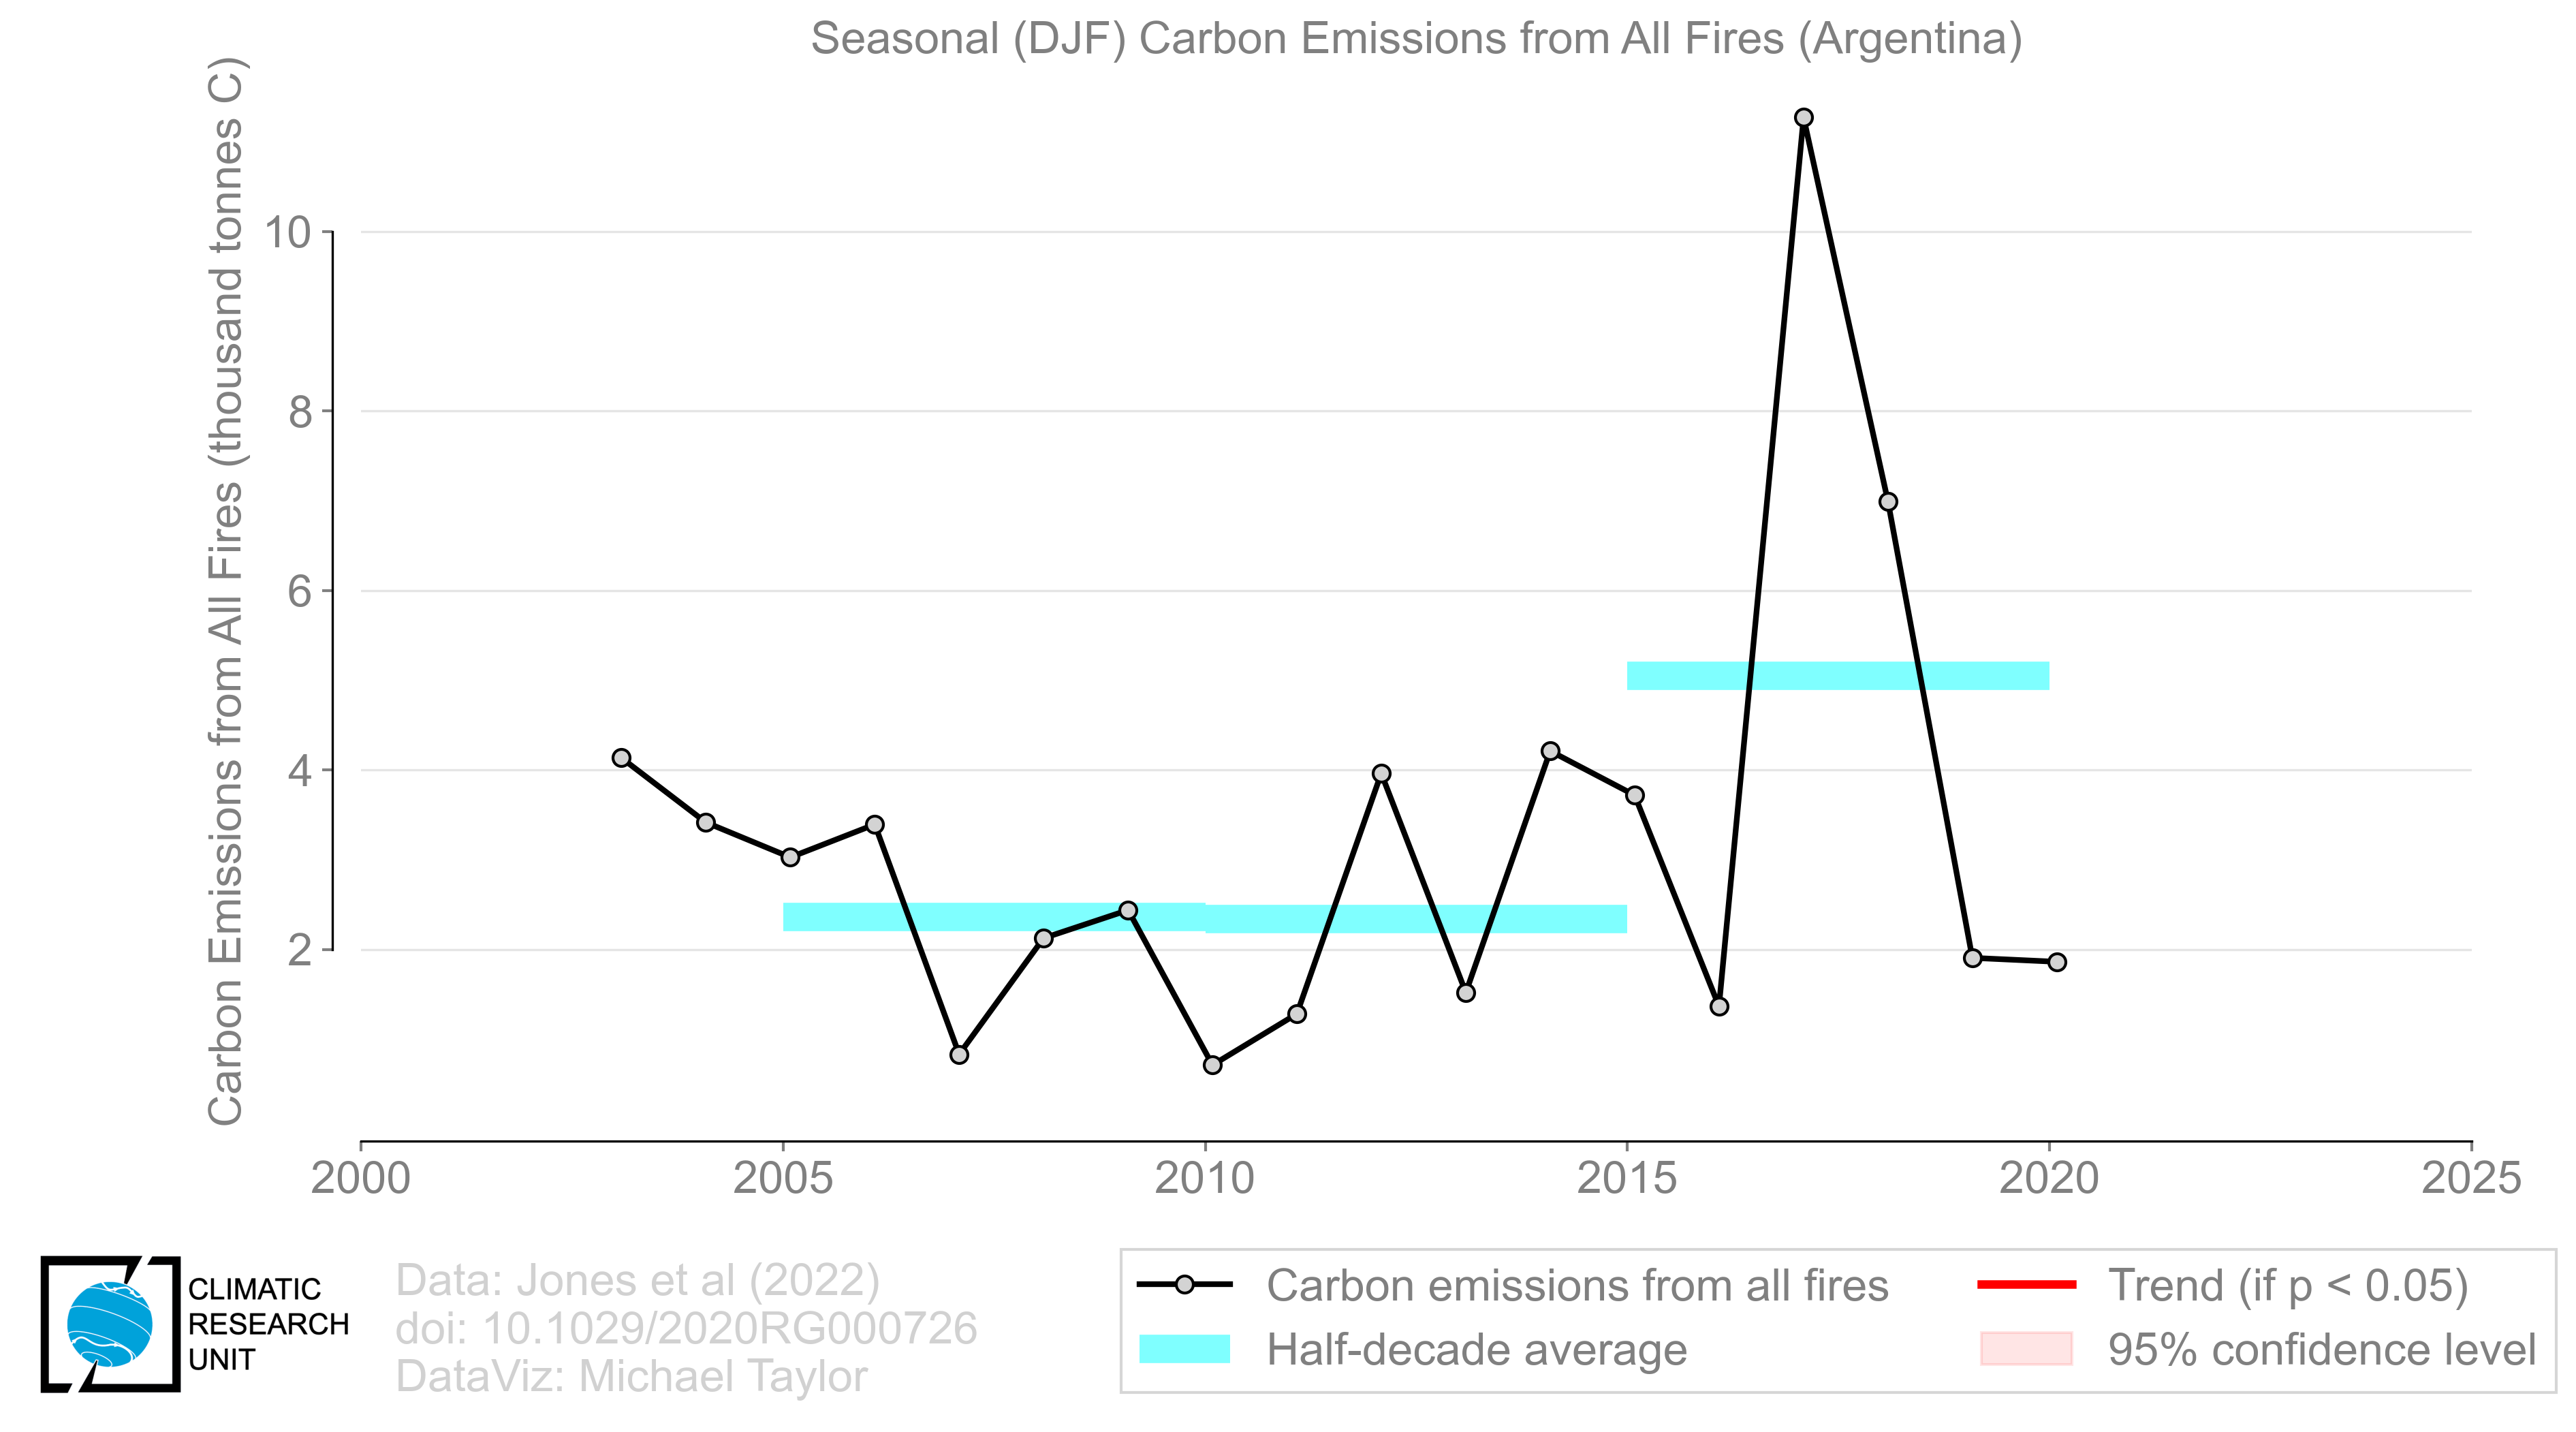 Seasonal (DJF) Carbon Emissions from All Fires (Argentina)
Carbon Emissions from All Fires (thousand tonnes C)
10
8
6
4
2
2000
2005
2010
2015
2020
2025
CLIMATIC
RESEARCH
UNIT
Data: Jones et al (2022)
doi: 10.1029/2020RG000726
DataViz: Michael Taylor
Carbon emissions from all fires
Half-decade average
Trend (if p < 0.05)
95% confidence level